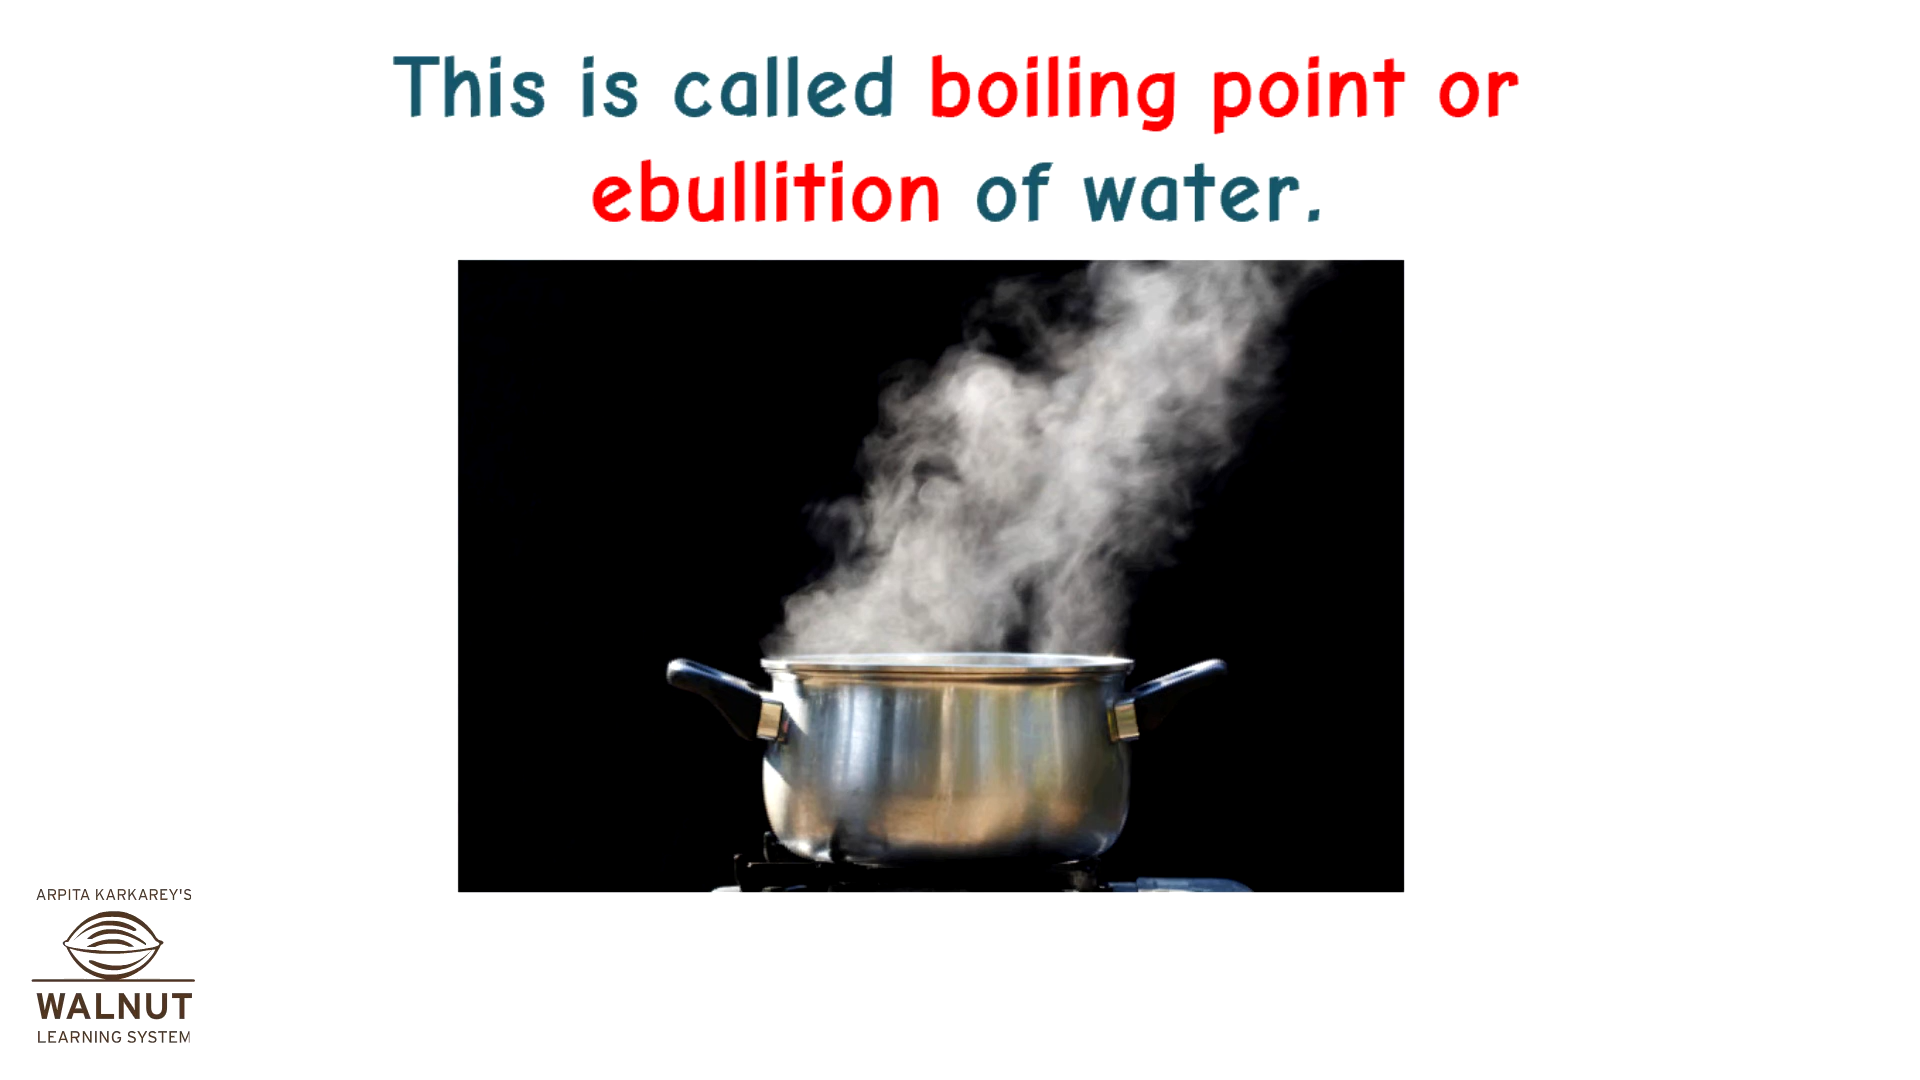 This is called boiling point or
ebullition of water.
ARPITA KARKAREY'S
WALNUT
LEARNING SYSTEM